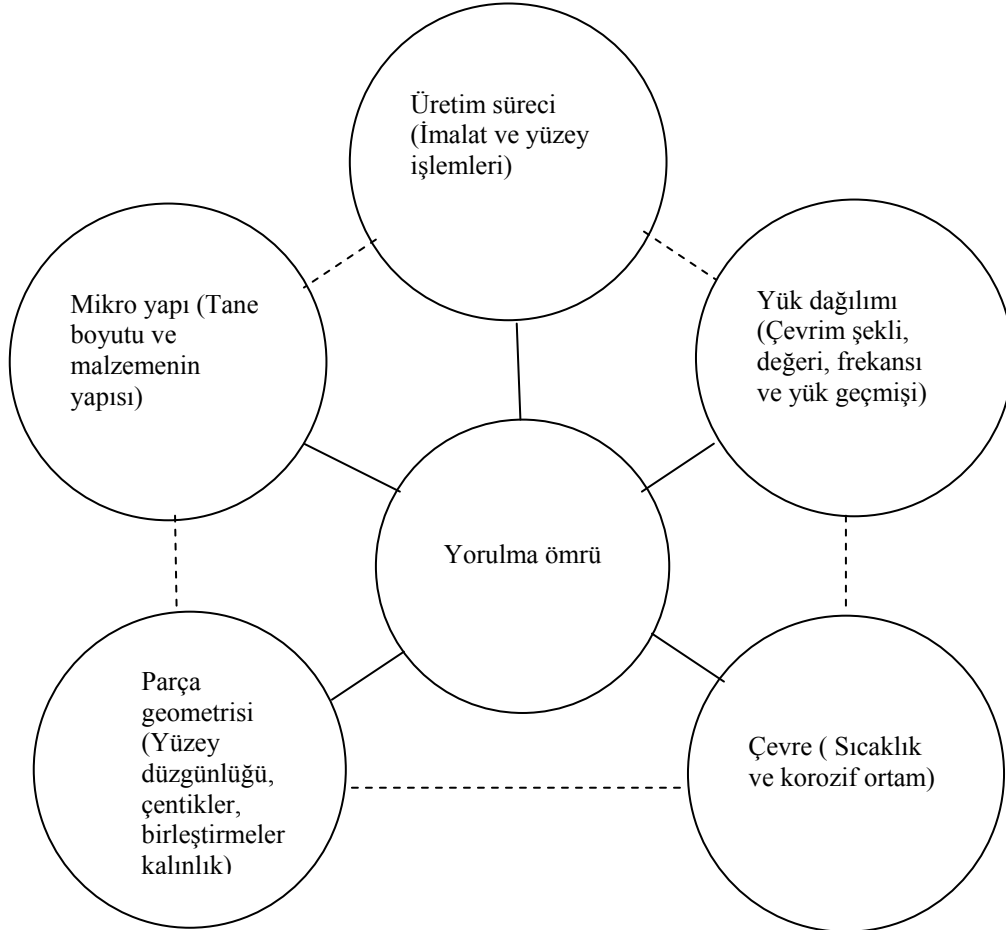 Üretim süreci
(İmalat ve yüzey
işlemleri)
Mikro yapı (Tane
boyutu ve
malzemenin
yapısı)
Yük dağılımı
(Çevrim şekli,
değeri, frekansı
ve yük geçmişi)
Yorulma ömrü
Parça
geometrisi
(Yüzey
düzgünlüğü,
çentikler,
birleştirmeler
kalınlık)
Çevre ( Sıcaklık
ve korozif ortam)